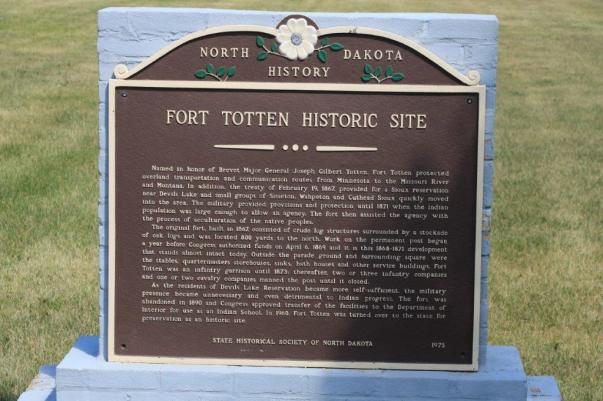 NORTH DAKOTA
HISTORY
FORT TOTTEN HISTORIC SITE
Named in honor of Brevet Major General Joseph Gilbert Totten, Fort Totten protected
overland transportation and communication routes from Minnesota to the Missouri River
and Montana. In addition, the treaty of February 19, 1867, provided for a Sioux reservation
near Devils Lake and small groups of Sisseton, Wahpeton and Cuthead Sioux quickly moved
into the area. The military provided provisions and protection until 1871 when the Indian
population was large enough to allow an agency. The fort then assisted the agency with
the process of acculturation of the native peoples.
The original fort, built in 1867, consisted of crude log structures surrounded by a stockade
of oak logs and was located 800 yards to the north. Work on the permanent post began
a year before Congress authorized funds on April 6, 1869, and it is this 1868-1871 development
that stands almost intact today. Outside the parade ground and surrounding square were
the stables, quartermasters storehouses, sinks, bath houses and other service buildings. Fort
Totten was an infantry garrison until 1873; thereafter, two or three infantry companies
and one or two cavalry companies manned the post until it closed.
As the residents of Devils Lake Reservation became more self-sufficient, the military
presence became unnecessary and even detrimental to Indian progress. The fort was
abandoned in 1890, and Congress approved transfer of the facilities to the Department of
Interior for use as an Indian School. In 1960, Fort Totten was turned over to the state for
preservation as an historic site.
STATE HISTORICAL SOCIETY OF NORTH DAKOTA 1975